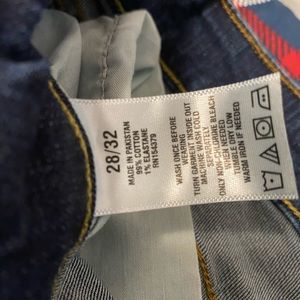 28/32
MADE IN PAKISTAN
99% COTTON
1% ELASTANE
RN154379
WASH ONCE BEFORE
TURN GARMENT INSIDE OUT
MACHINE WASH COLD
SEPARATELY
ONLY NON-CHLORINE BLEACH
WHEN NEEDED
TUMBLE DRY LOW
WARM IRON IF NEEDED